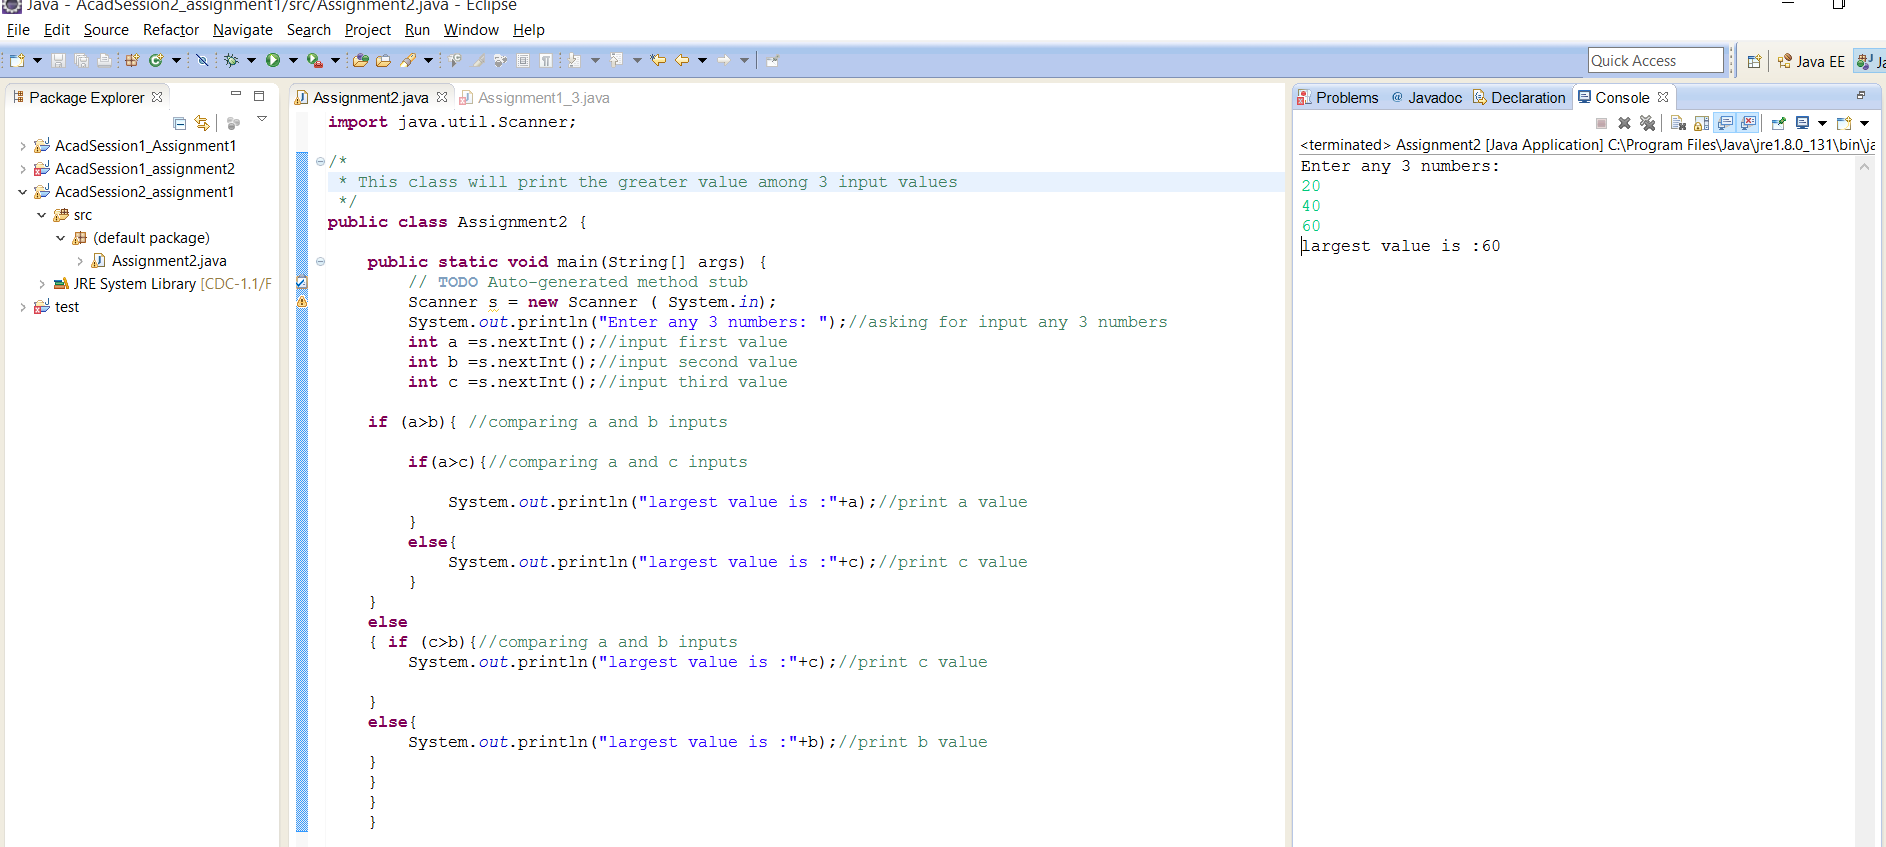 Java - AcadSession2_assignment1/src/Assignment2.java - Eclipse
File Edit Source Refactor Navigate Search Project Run Window Help
Quick Access
Java EE
Package Explorer
AcadSession1_Assignment1
AcadSession1_assignment2
AcadSession2_assignment1
src
(default package)
Assignment2.java
JRE System Library [CDC-1.1/F
test
Assignment2.java Assignment1_3.java
import java.util.Scanner;
/*
* This class will print the greater value among 3 input values
*/
public class Assignment2 {
public static void main(String[] args) {
// TODO Auto-generated method stub
Scanner s = new Scanner ( System.in);
System.out.println("Enter any 3 numbers: ");//asking for input any 3 numbers
int a =s.nextInt();//input first value
int b =s.nextInt();//input second value
int c =s.nextInt();//input third value
if (a>b){ //comparing a and b inputs
if(a>c){//comparing a and c inputs
System.out.println("largest value is :"+a);//print a value
}
else{
System.out.println("largest value is :"+c);//print c value
}
}
else
{ if (c>b){//comparing a and b inputs
System.out.println("largest value is :"+c);//print c value
}
else{
System.out.println("largest value is :"+b);//print b value
}
}
}
}
Problems @ Javadoc Declaration Console
<terminated> Assignment2 [Java Application] C:\Program Files\Java\jre1.8.0_131\bin\ja
Enter any 3 numbers:
20
40
60
largest value is :60